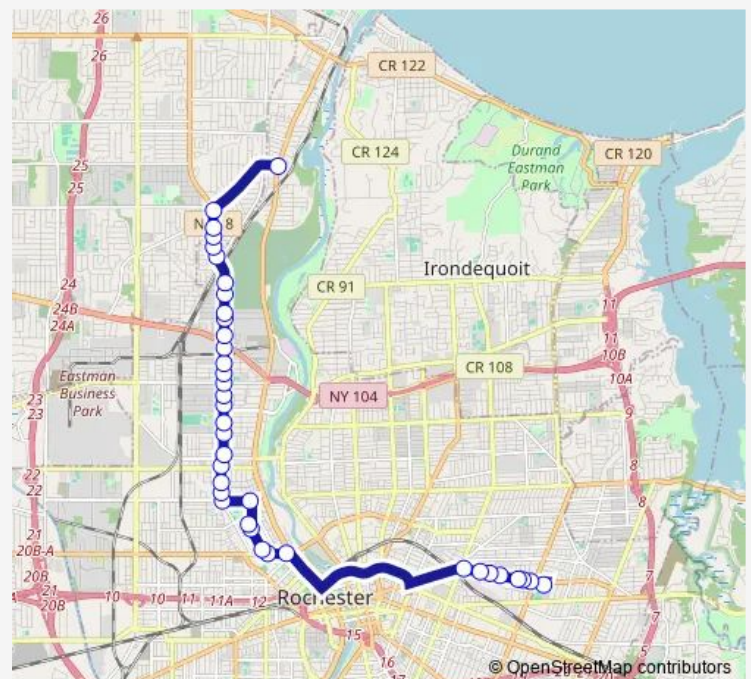 26
26
CR 122
CR 124
Durand
Eastman
Park
CR 120
25
25
CR 91
Irondequoit
24
24B
24A
11
11
10B
10A
Eastman
Business
Park
CR 108
NY 104
23
23
9
8
8
22
22
21
20B-A
20B
21
20B
10
10
11
11A
12
Rochester
15
16
17
7
7
5
© OpenStreetMap contributors